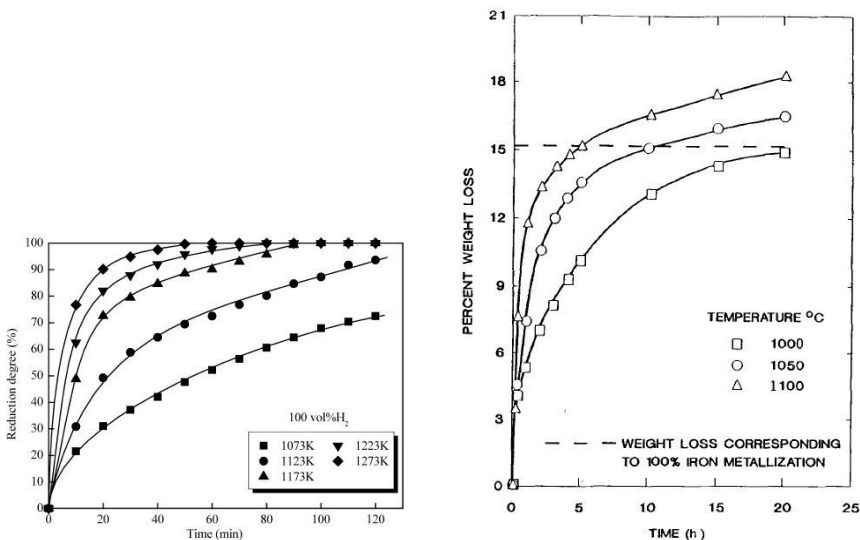 100
90
80
70
60
50
40
30
20
10
0
Reduction degree (%)
100 vol%H₂
1073K
1123K
1173K
1223K
1273K
0 20 40 60 80 100 120
Time (min)
21
18
15
12
9
6
3
0
PERCENT WEIGHT LOSS
TEMPERATURE °C
1000
1050
1100
WEIGHT LOSS CORRESPONDING
TO 100% IRON METALLIZATION
0 5 10 15 20 25
TIME (h)